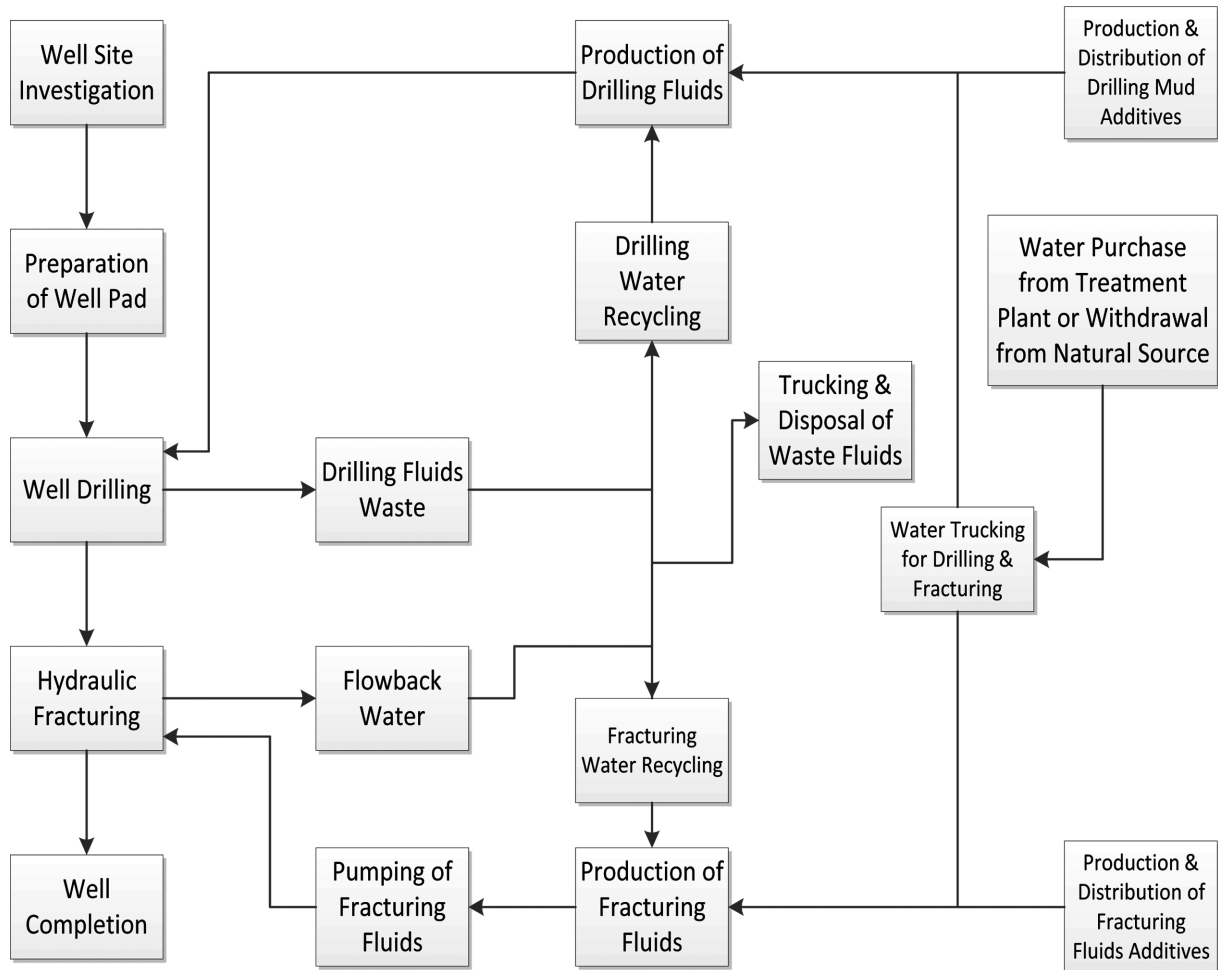 Well Site
Investigation
Production of
Drilling Fluids
Production &
Distribution of
Drilling Mud
Additives
Preparation
of Well Pad
Drilling
Water
Recycling
Water Purchase
from Treatment
Plant or Withdrawal
from Natural Source
Trucking &
Disposal of
Waste Fluids
Well Drilling
Drilling Fluids
Waste
Water Trucking
for Drilling &
Fracturing
Hydraulic
Fracturing
Flowback
Water
Fracturing
Water Recycling
Well
Completion
Pumping of
Fracturing
Fluids
Production of
Fracturing
Fluids
Production &
Distribution of
Fracturing
Fluids Additives